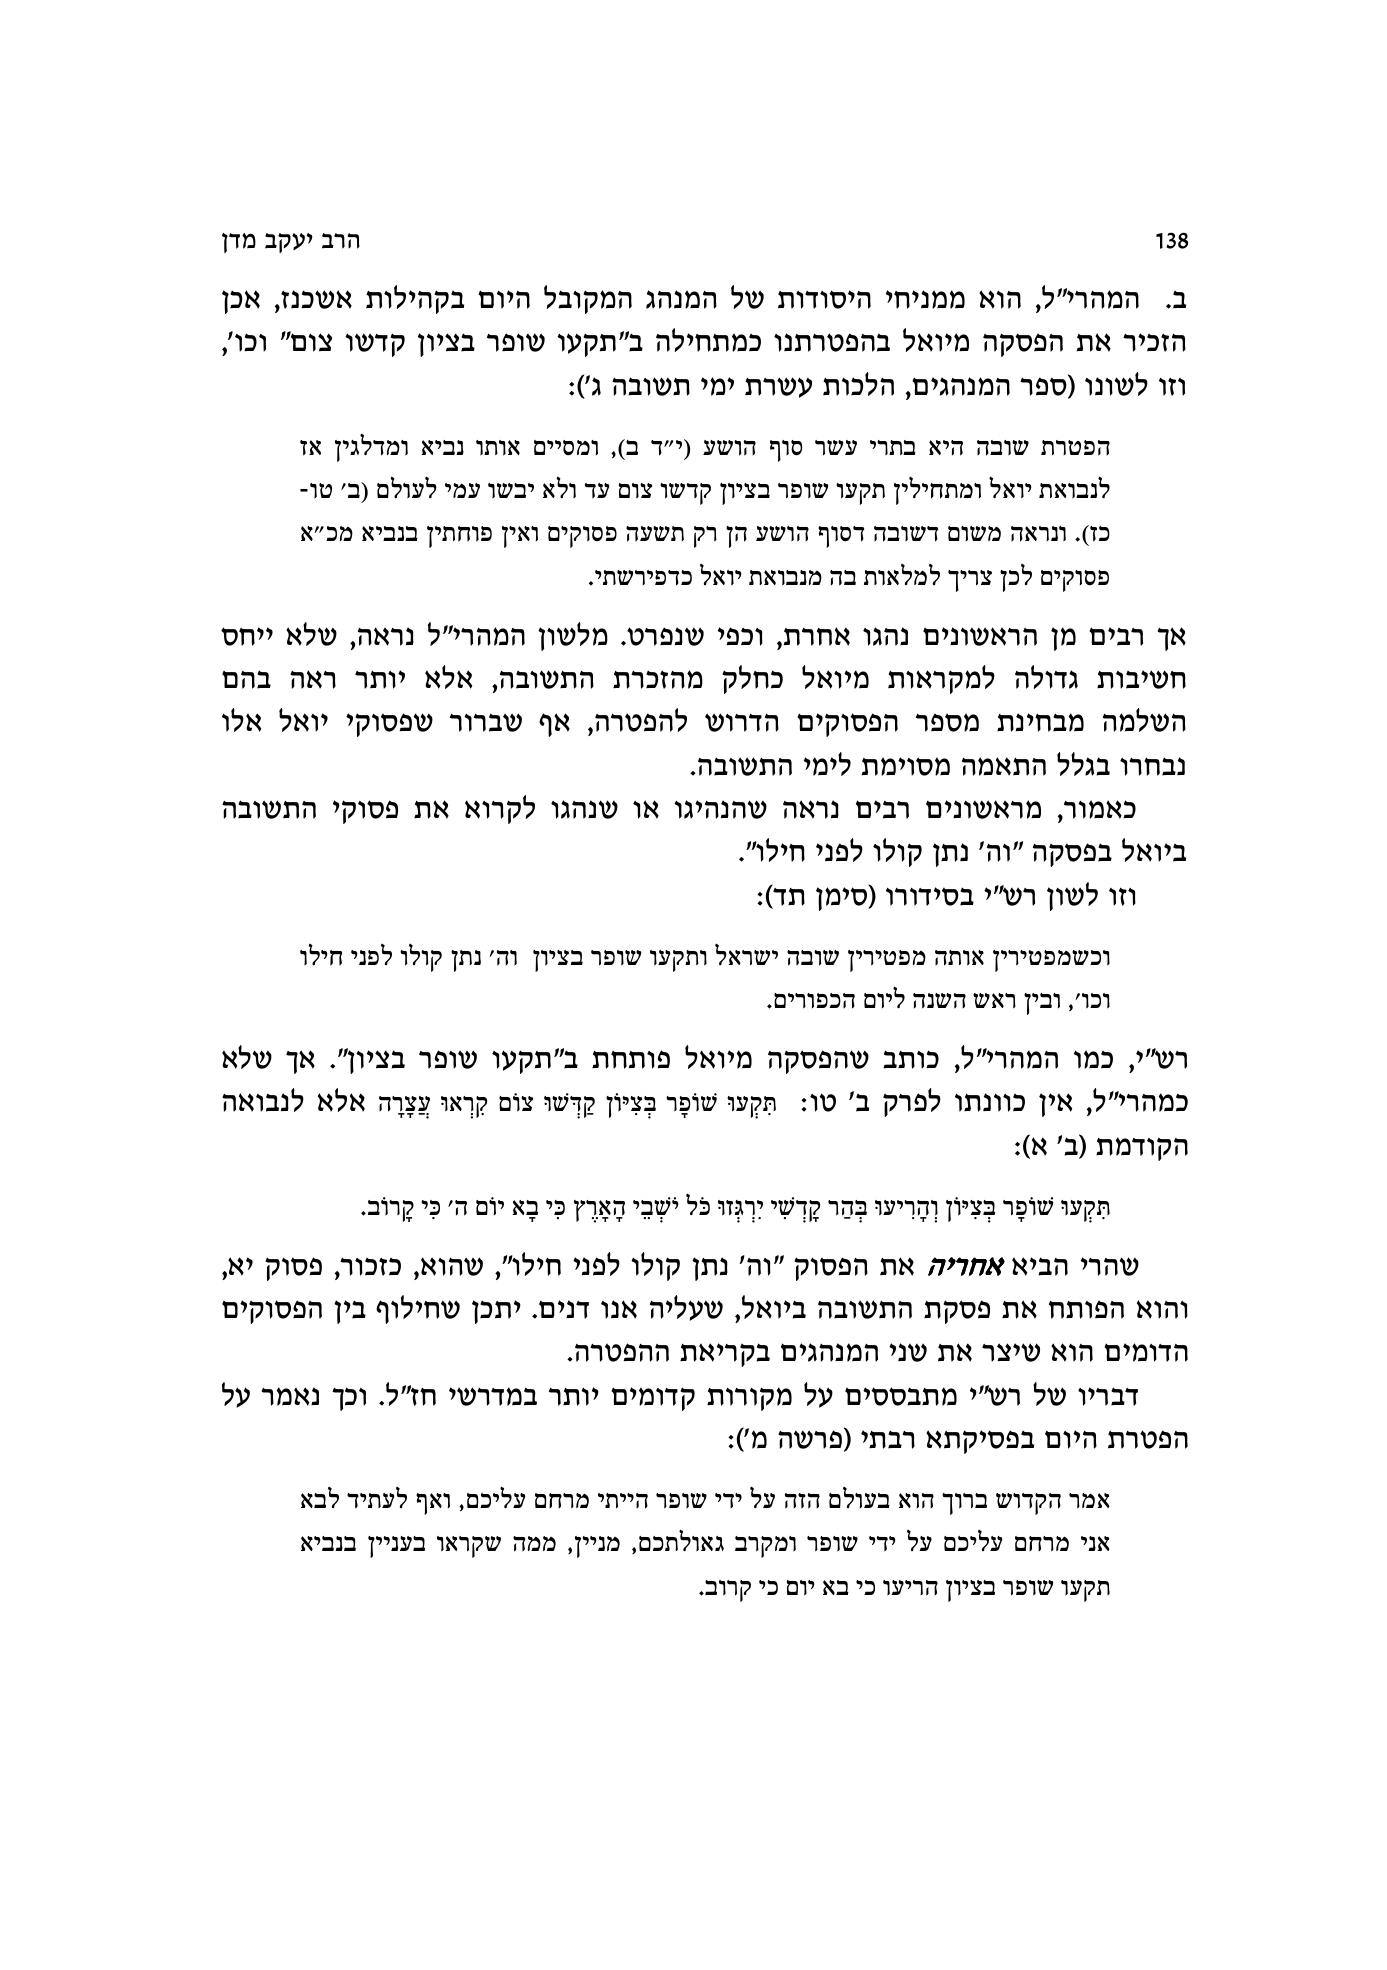 138 הרב יעקב מדן
ב. המהרי"ל, הוא ממניחי היסודות של המנהג המקובל היום בקהילות אשכנז, אכן
הזכיר את הפסקה מיואל בהפטרתנו כמתחילה ב"תקעו שופר בציון קדשו צום" וכו',
וזו לשונו (ספר המנהגים, הלכות עשרת ימי תשובה ג'):
הפטרת שובה היא בתרי עשר סוף הושע (י"ד ב), ומסיים אותו נביא ומדלגין אז
לנבואת יואל ומתחילין תקעו שופר בציון קדשו צום עד ולא יבשו עמי לעולם (ב' טו-
כז). ונראה משום דשובה דסוף הושע הן רק תשעה פסוקים ואין פוחתין בנביא מכ"א
פסוקים לכן צריך למלאות בה מנבואת יואל כדפירשתי.
אך רבים מן הראשונים נהגו אחרת, וכפי שנפרט. מלשון המהרי"ל נראה, שלא ייחס
חשיבות גדולה למקראות מיואל כחלק מהזכרת התשובה, אלא יותר ראה בהם
השלמה מבחינת מספר הפסוקים הדרוש להפטרה, אף שברור שפסוקי יואל אלו
נבחרו בגלל התאמה מסוימת לימי התשובה.
כאמור, מראשונים רבים נראה שהנהיגו או שנהגו לקרוא את פסוקי התשובה
ביואל בפסקה "וה' נתן קולו לפני חילו".
וזו לשון רש"י בסידורו (סימן תד):
וכשמפטירין אותה מפטירין שובה ישראל ותקעו שופר בציון וה' נתן קולו לפני חילו
וכו', ובין ראש השנה ליום הכפורים.
רש"י, כמו המהרי"ל, כותב שהפסקה מיואל פותחת ב"תקעו שופר בציון". אך שלא
כמהרי"ל, אין כוונתו לפרק ב' טו: תִּקְעוּ שׁוֹפָר בְּצִיּוֹן קַדְּשׁוּ צוֹם קִרְאוּ עֲצָרָה אלא לנבואה
הקודמת (ב' א):
תִּקְעוּ שׁוֹפָר בְּצִיּוֹן וְהָרִיעוּ בְּהַר קָדְשִׁי יִרְגְּזוּ כֹּל יֹשְׁבֵי הָאָרֶץ כִּי בָא יוֹם ה' כִּי קָרוֹב.
שהרי הביא אחריה את הפסוק "וה' נתן קולו לפני חילו", שהוא, כזכור, פסוק יא,
והוא הפותח את פסקת התשובה ביואל, שעליה אנו דנים. יתכן שחילוף בין הפסוקים
הדומים הוא שיצר את שני המנהגים בקריאת ההפטרה.
דבריו של רש"י מתבססים על מקורות קדומים יותר במדרשי חז"ל. וכך נאמר על
הפטרת היום בפסיקתא רבתי (פרשה מ'):
אמר הקדוש ברוך הוא בעולם הזה על ידי שופר הייתי מרחם עליכם, ואף לעתיד לבא
אני מרחם עליכם על ידי שופר ומקרב גאולתכם, מניין, ממה שקראו בעניין בנביא
תקעו שופר בציון הריעו כי בא יום כי קרוב.